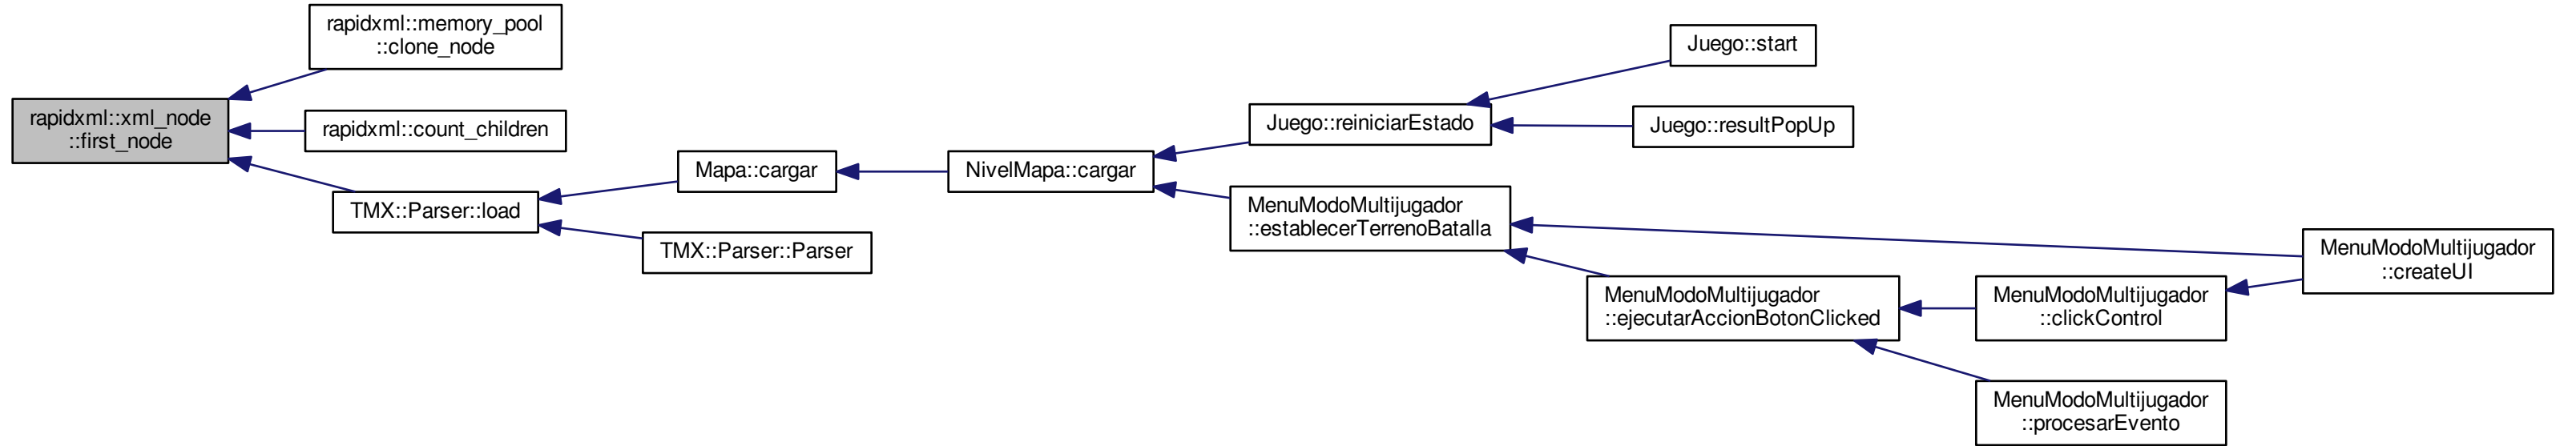 rapidxml::memory_pool
::clone_node
rapidxml::xml_node
::first_node
rapidxml::count_children
TMX::Parser::load
Mapa::cargar
TMX::Parser::Parser
NivelMapa::cargar
Juego::reiniciarEstado
Juego::start
Juego::resultPopUp
MenuModoMultijugador
::establecerTerrenoBatalla
MenuModoMultijugador
::ejecutarAccionBotonClicked
MenuModoMultijugador
::clickControl
MenuModoMultijugador
::createUI
MenuModoMultijugador
::procesarEvento